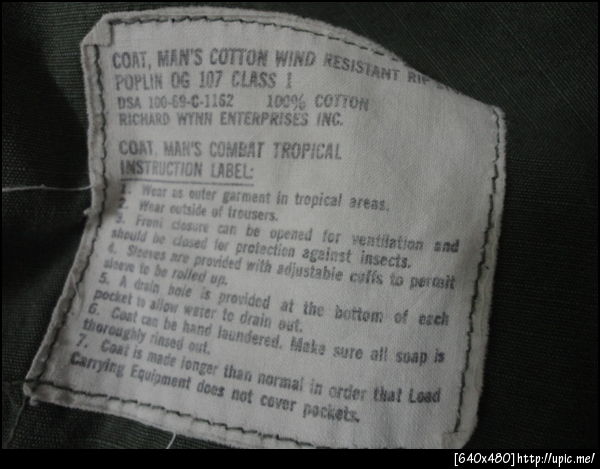 COAT, MAN'S COTTON WIND RESISTANT
POPLIN OG 107 CLASS 1
DSA 100-69-C-1162 100% COTTON
RICHARD WYNN ENTERPRISES INC.
COAT, MAN'S COMBAT TROPICAL
INSTRUCTION LABEL:
1. Wear as outer garment in tropical areas.
2. Wear outside of trousers.
3. Front closure can be opened for ventilation and
should be closed for protection against insects.
4. Sleeves are provided with adjustable cuffs to permit
sleeve to be rolled up.
5. A drain hole is provided at the bottom of each
pocket to allow water to drain out.
6. Coat can be hand laundered. Make sure all soap is
thoroughly rinsed out.
7. Coat is made longer than normal in order that Load
Carrying Equipment does not cover pockets.
[640x480]http://upic.me/